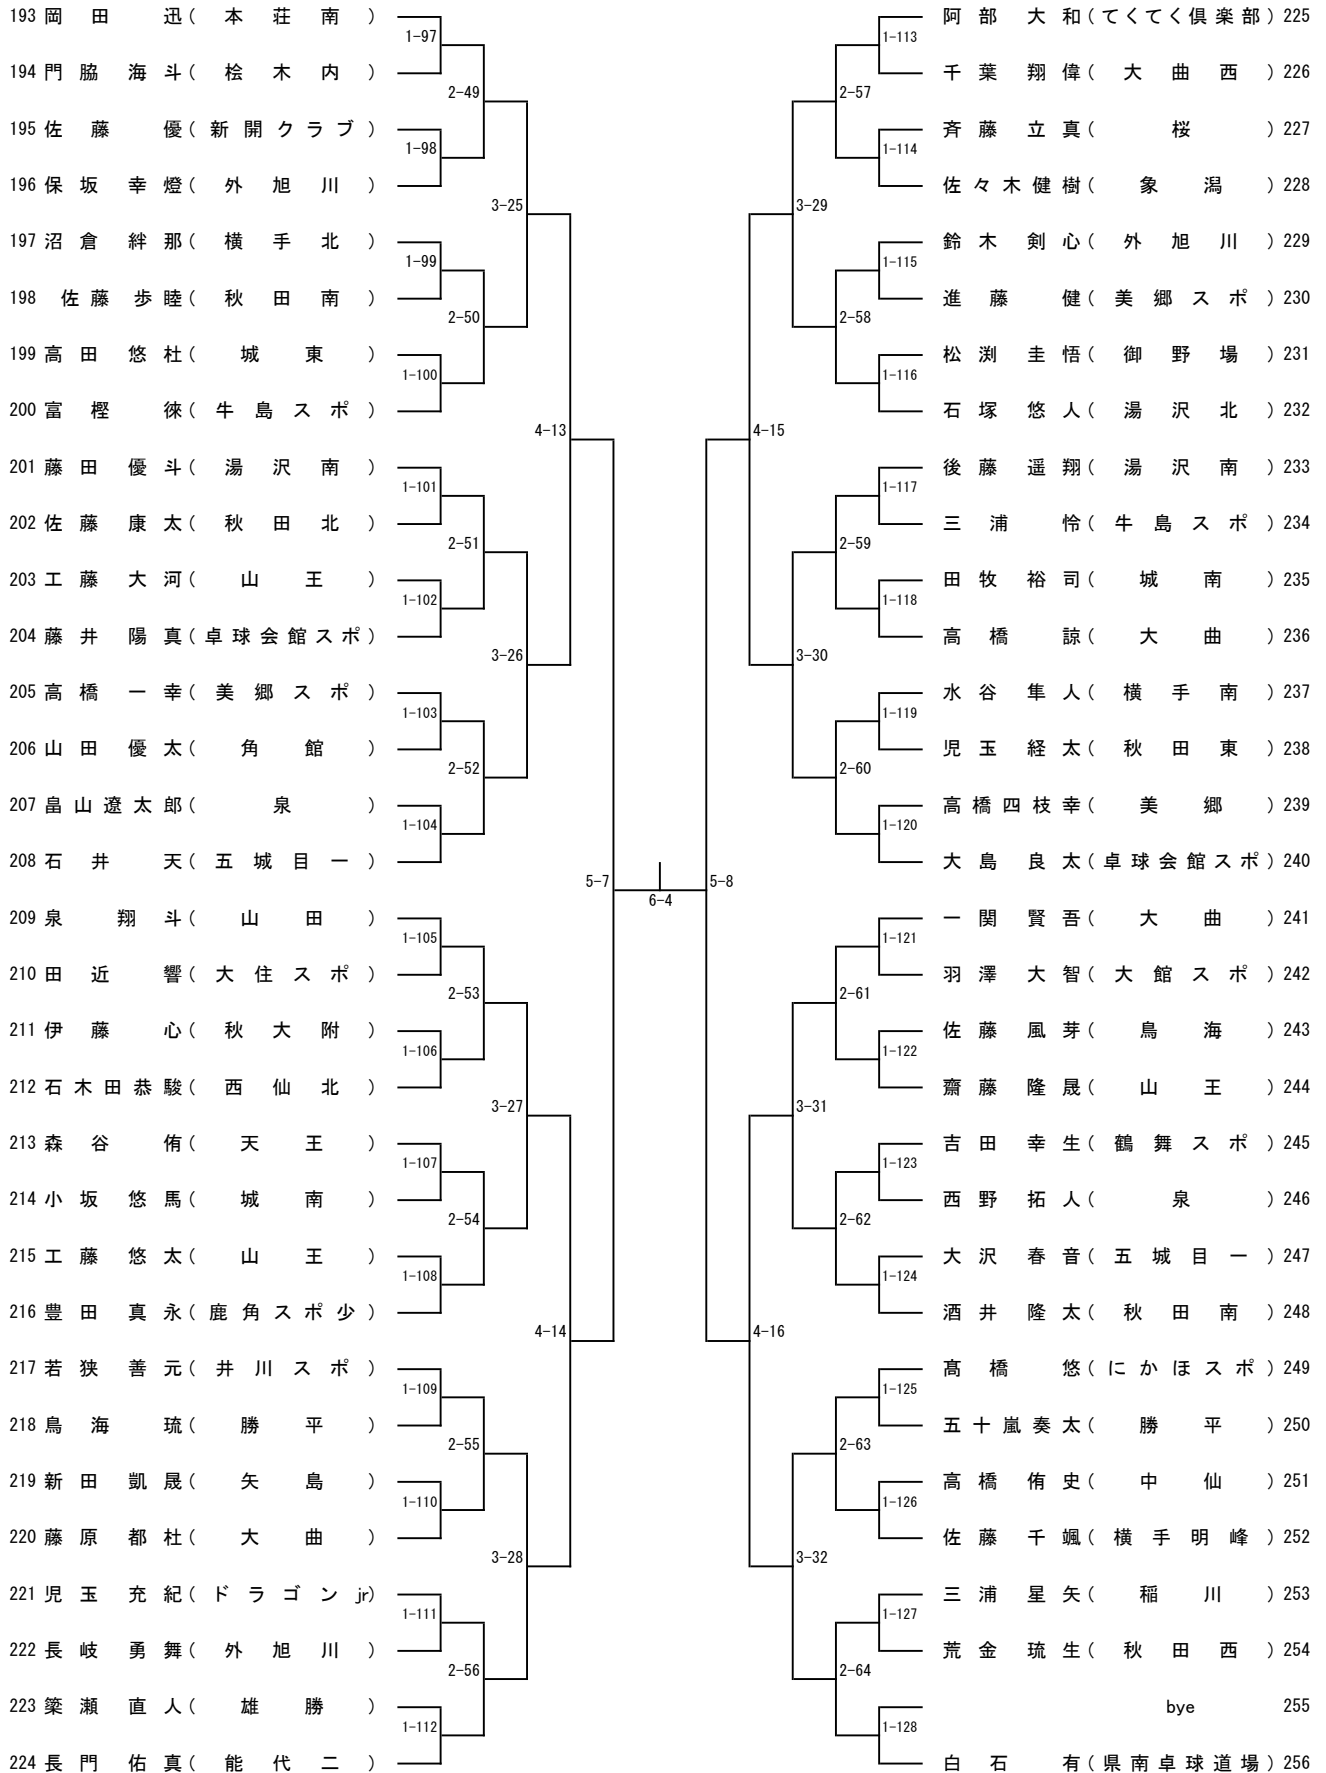 193 岡田 迅 (本荘南)
1-97
194 門脇 海斗 (桧木内)
2-49
195 佐藤 優 (新開クラブ)
1-98
196 保坂 幸燈 (外旭川)
3-25
197 沼倉 絆那 (横手北)
1-99
198 佐藤 歩睦 (秋田南)
2-50
199 高田 悠杜 (城東)
1-100
200 富樫 徠 (牛島スポ)
4-13
201 藤田 優斗 (湯沢南)
1-101
202 佐藤 康太 (秋田北)
2-51
203 工藤 大河 (山王)
1-102
204 藤井 陽真 (卓球会館スポ)
3-26
205 高橋 一幸 (美郷スポ)
1-103
206 山田 優太 (角館)
2-52
207 畠山遼太郎 (泉)
1-104
208 石井 天 (五城目一)
5-7
209 泉 翔斗 (山田)
1-105
210 田近 響 (大住スポ)
2-53
211 伊藤 心 (秋大附)
1-106
212 石木田恭駿 (西仙北)
3-27
213 森谷 侑 (天王)
1-107
214 小坂 悠馬 (城南)
2-54
215 工藤 悠太 (山王)
1-108
216 豊田 真永 (鹿角スポ少)
4-14
217 若狭 善元 (井川スポ)
1-109
218 鳥海 琉 (勝平)
2-55
219 新田 凱晟 (矢島)
1-110
220 藤原 都杜 (大曲)
3-28
221 児玉 充紀 (ドラゴンjr)
1-111
222 長岐 勇舞 (外旭川)
2-56
223 簗瀬 直人 (雄勝)
1-112
224 長門 佑真 (能代二)
6-4
阿部 大和 (てくてく倶楽部) 225
1-113
千葉 翔偉 (大曲西) 226
2-57
斉藤 立真 (桜) 227
1-114
佐々木健樹 (象潟) 228
3-29
鈴木 剣心 (外旭川) 229
1-115
進藤 健 (美郷スポ) 230
2-58
松渕 圭悟 (御野場) 231
1-116
石塚 悠人 (湯沢北) 232
4-15
後藤 遥翔 (湯沢南) 233
1-117
三浦 怜 (牛島スポ) 234
2-59
田牧 裕司 (城南) 235
1-118
高橋 諒 (大曲) 236
3-30
水谷 隼人 (横手南) 237
1-119
児玉 経太 (秋田東) 238
2-60
高橋四枝幸 (美郷) 239
1-120
大島 良太 (卓球会館スポ) 240
5-8
一関 賢吾 (大曲) 241
1-121
羽澤 大智 (大館スポ) 242
2-61
佐藤 風芽 (鳥海) 243
1-122
齋藤 隆晟 (山王) 244
3-31
吉田 幸生 (鶴舞スポ) 245
1-123
西野 拓人 (泉) 246
2-62
大沢 春音 (五城目一) 247
1-124
酒井 隆太 (秋田南) 248
4-16
髙橋 悠 (にかほスポ) 249
1-125
五十嵐奏太 (勝平) 250
2-63
高橋 侑史 (中仙) 251
1-126
佐藤 千颯 (横手明峰) 252
3-32
三浦 星矢 (稲川) 253
1-127
荒金 琉生 (秋田西) 254
2-64
bye 255
1-128
白石 有 (県南卓球道場) 256